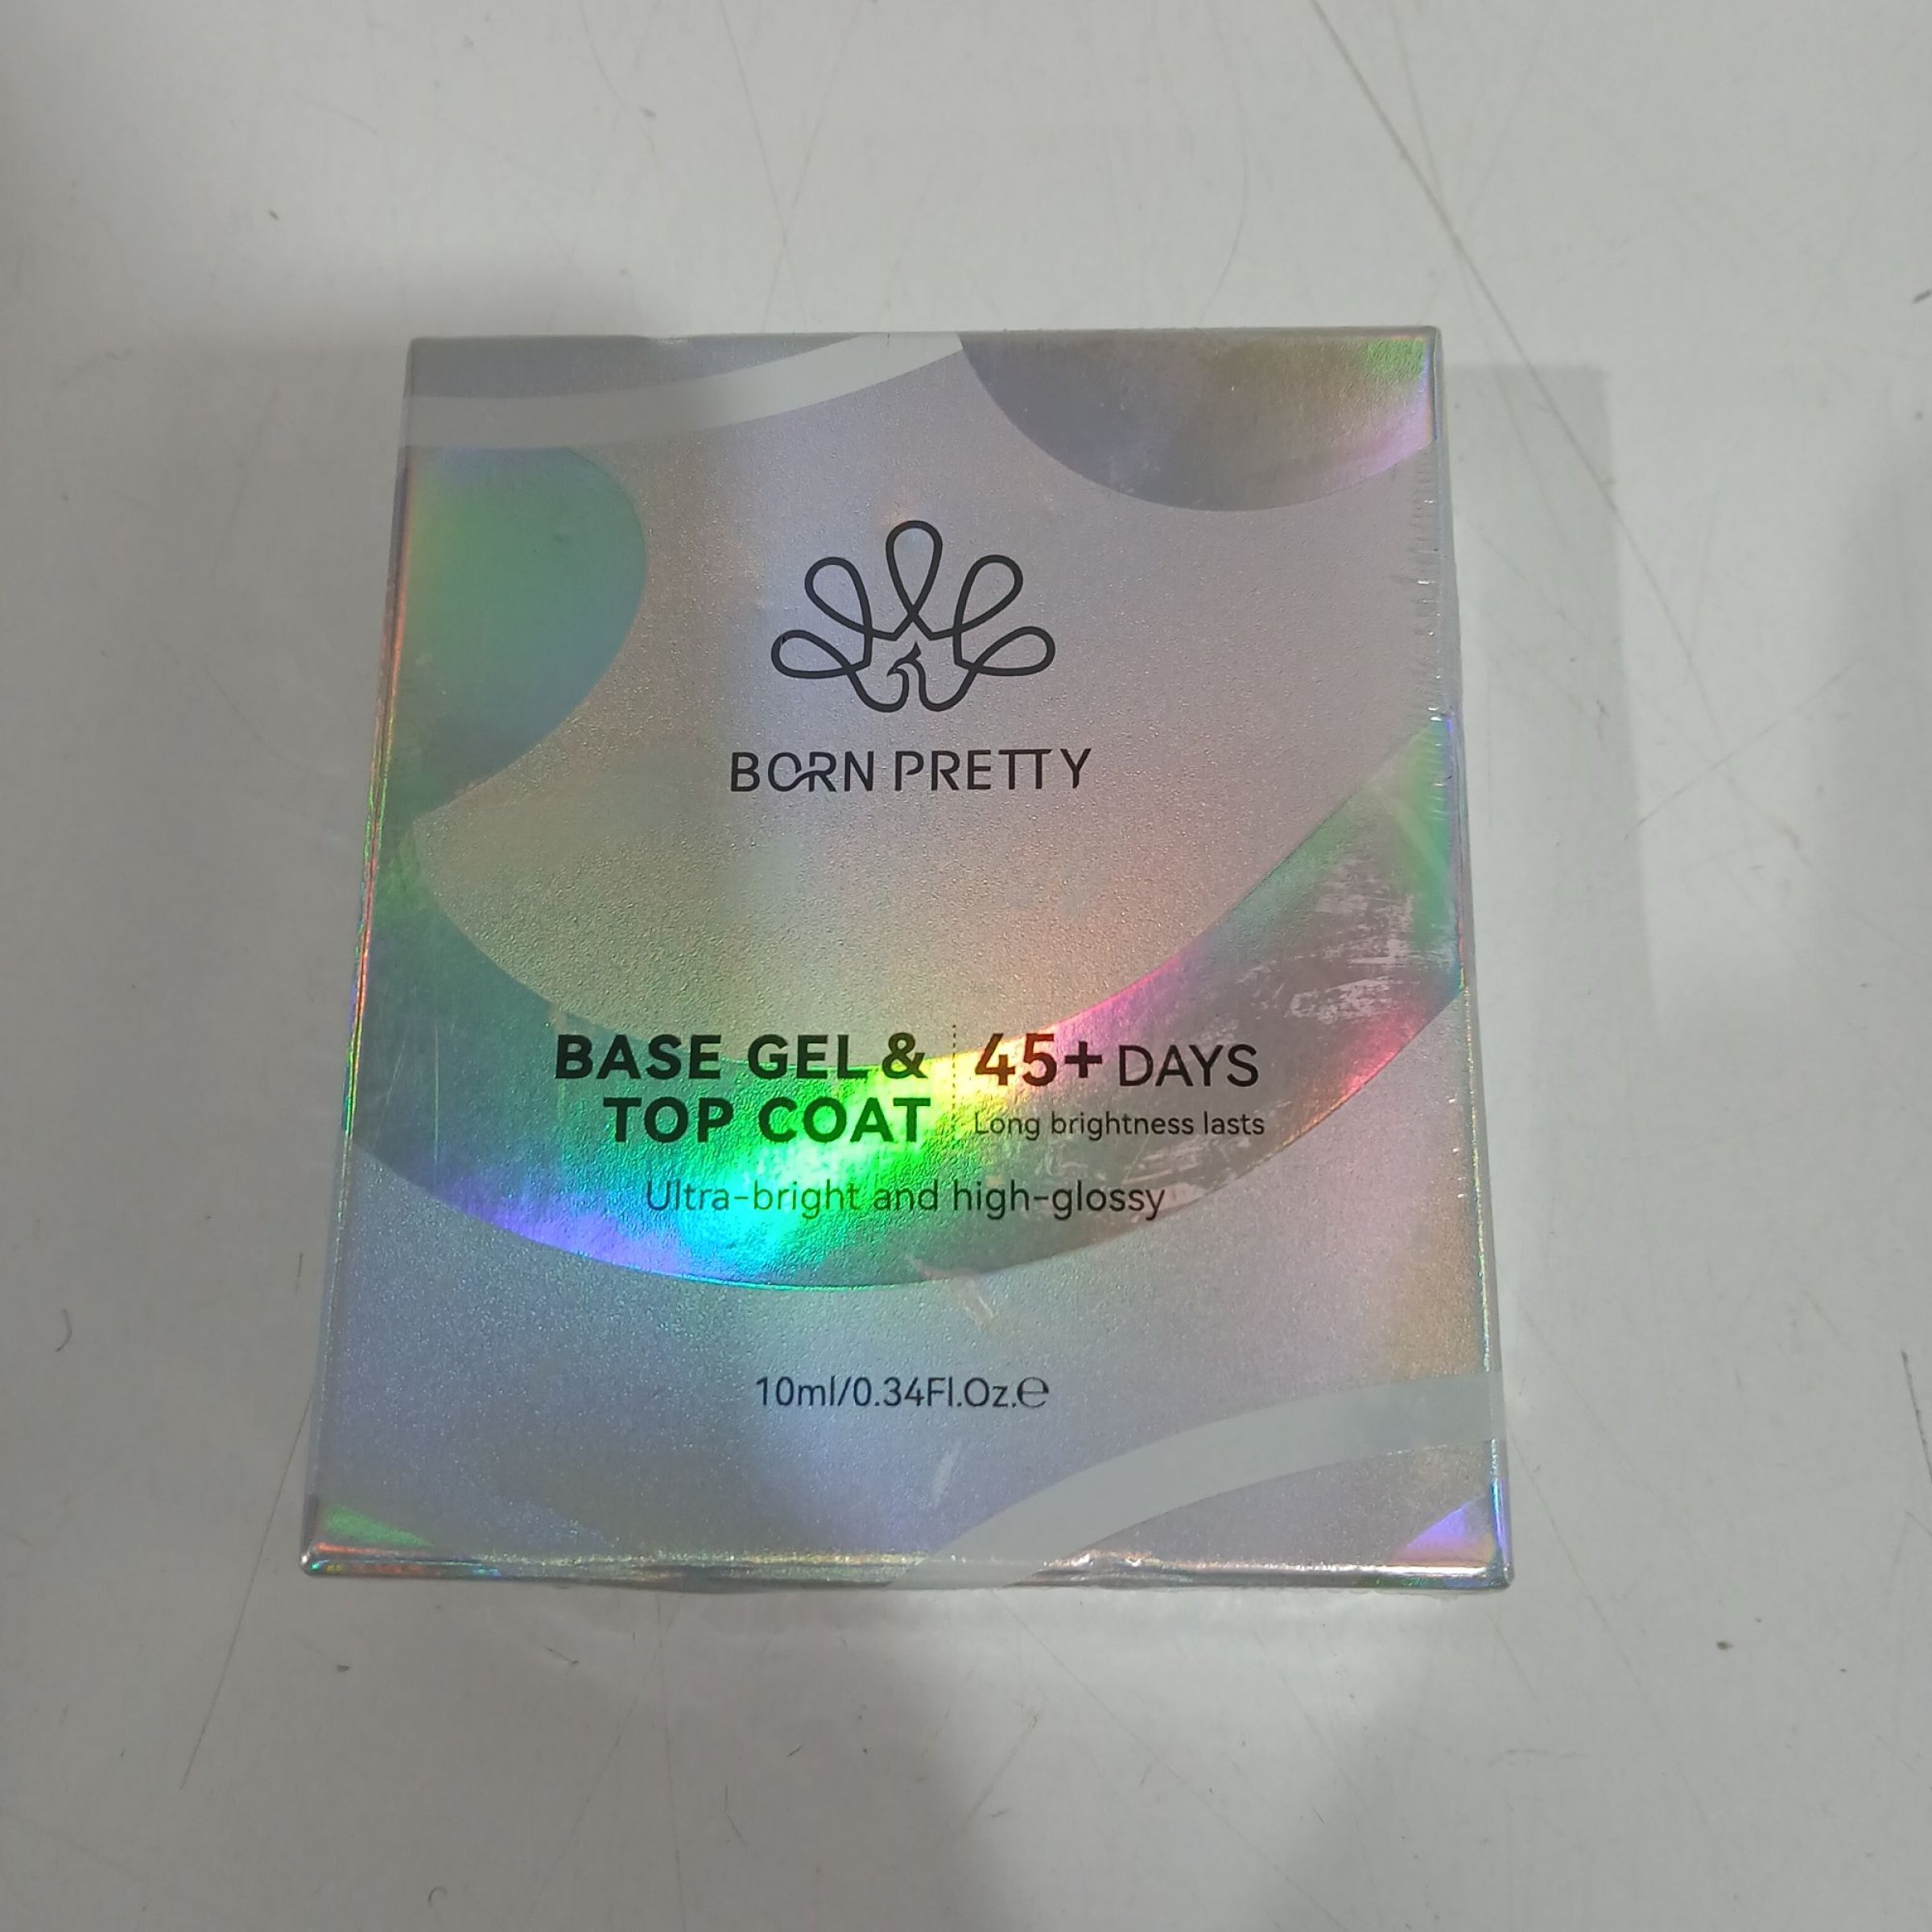 BORN PRETTY
BASE GEL &
TOP COAT
45+ DAYS
Long brightness lasts
Ultra-bright and high-glossy
10ml/0.34Fl.Oz.℮